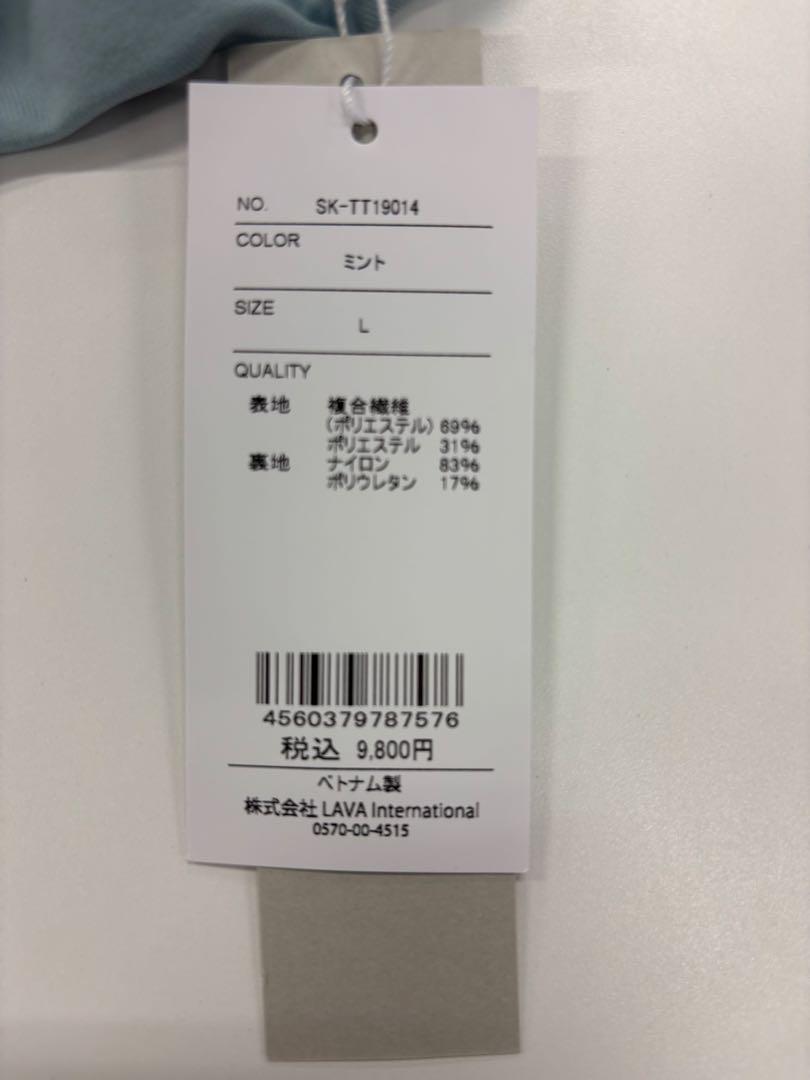 NO. SK-TT19014
COLOR
ミント
SIZE
L
QUALITY
表地 複合繊維
(ポリエステル) 69%
ポリエステル 31%
裏地 ナイロン 83%
ポリウレタン 17%
4560379787576
税込 9,800円
ベトナム製
株式会社 LAVA International
0570-00-4515